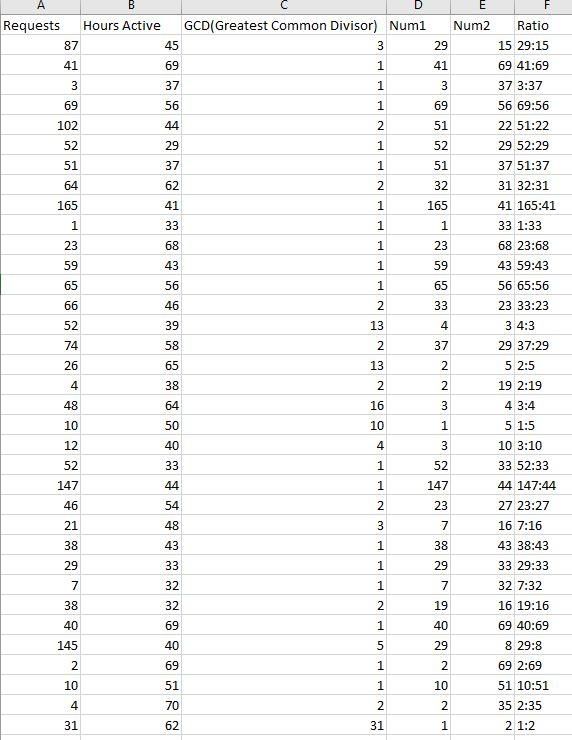 A B C D E F
Requests Hours Active GCD(Greatest Common Divisor) Num1 Num2 Ratio
87 45 3 29 15 29:15
41 69 1 41 69 41:69
3 37 1 3 37 3:37
69 56 1 69 56 69:56
102 44 2 51 22 51:22
52 29 1 52 29 52:29
51 37 1 51 37 51:37
64 62 2 32 31 32:31
165 41 1 165 41 165:41
1 33 1 1 33 1:33
23 68 1 23 68 23:68
59 43 1 59 43 59:43
65 56 1 65 56 65:56
66 46 2 33 23 33:23
52 39 13 4 3 4:3
74 58 2 37 29 37:29
26 65 13 2 5 2:5
4 38 2 2 19 2:19
48 64 16 3 4 3:4
10 50 10 1 5 1:5
12 40 4 3 10 3:10
52 33 1 52 33 52:33
147 44 1 147 44 147:44
46 54 2 23 27 23:27
21 48 3 7 16 7:16
38 43 1 38 43 38:43
29 33 1 29 33 29:33
7 32 1 7 32 7:32
38 32 2 19 16 19:16
40 69 1 40 69 40:69
145 40 5 29 8 29:8
2 69 1 2 69 2:69
10 51 1 10 51 10:51
4 70 2 2 35 2:35
31 62 31 1 2 1:2